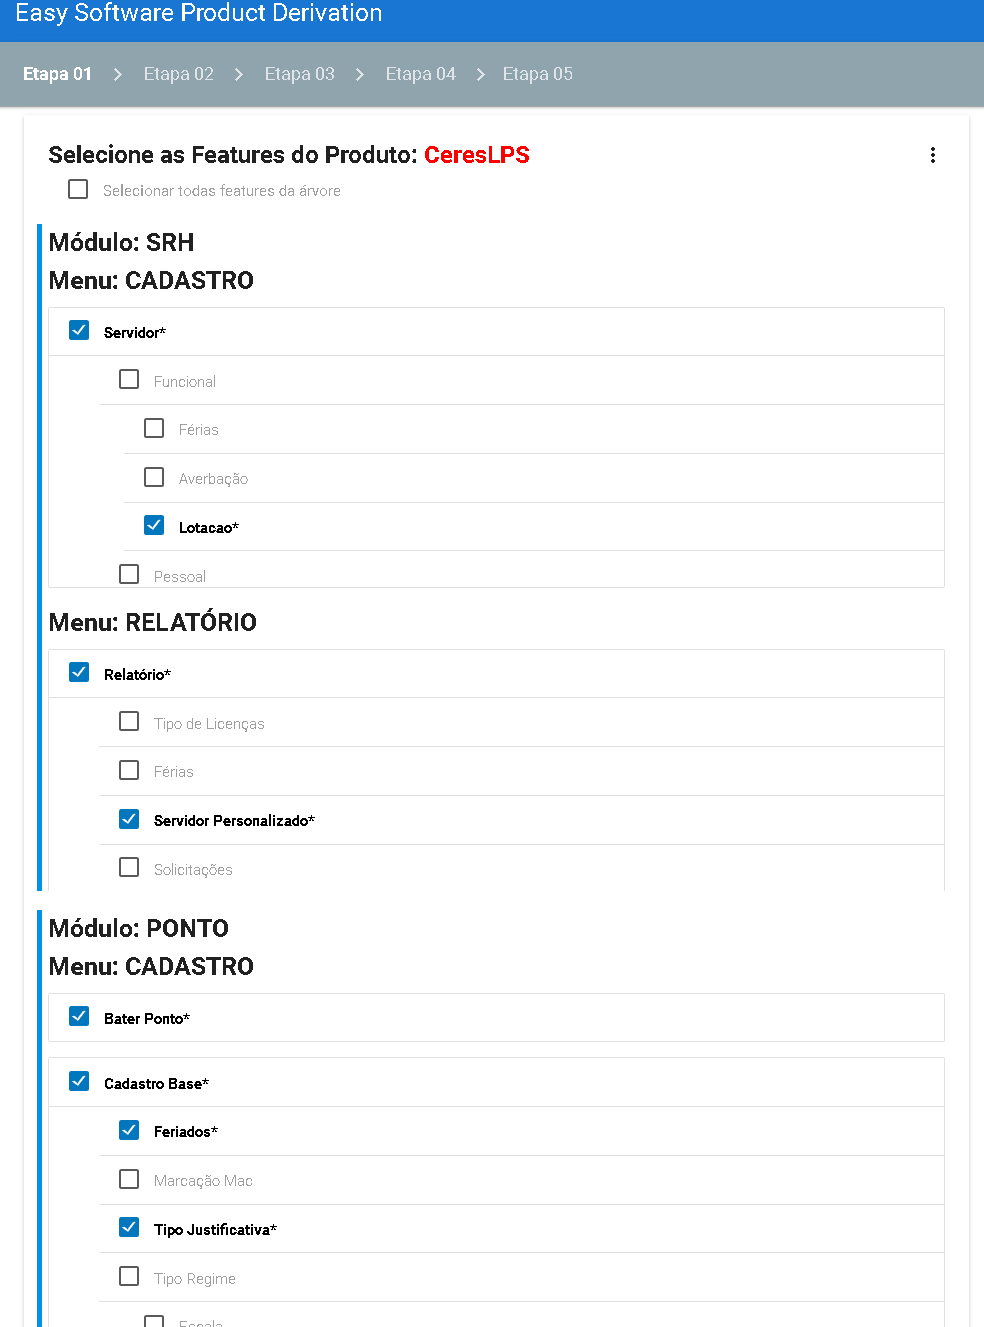 Easy Software Product Derivation
Etapa 01 > Etapa 02 > Etapa 03 > Etapa 04 > Etapa 05
Selecione as Features do Produto: CeresLPS
Selecionar todas features da árvore
Módulo: SRH
Menu: CADASTRO
Servidor*
Funcional
Férias
Averbação
Lotacao*
Pessoal
Menu: RELATÓRIO
Relatório*
Tipo de Licenças
Férias
Servidor Personalizado*
Solicitações
Módulo: PONTO
Menu: CADASTRO
Bater Ponto*
Cadastro Base*
Feriados*
Marcação Mac
Tipo Justificativa*
Tipo Regime
Escala